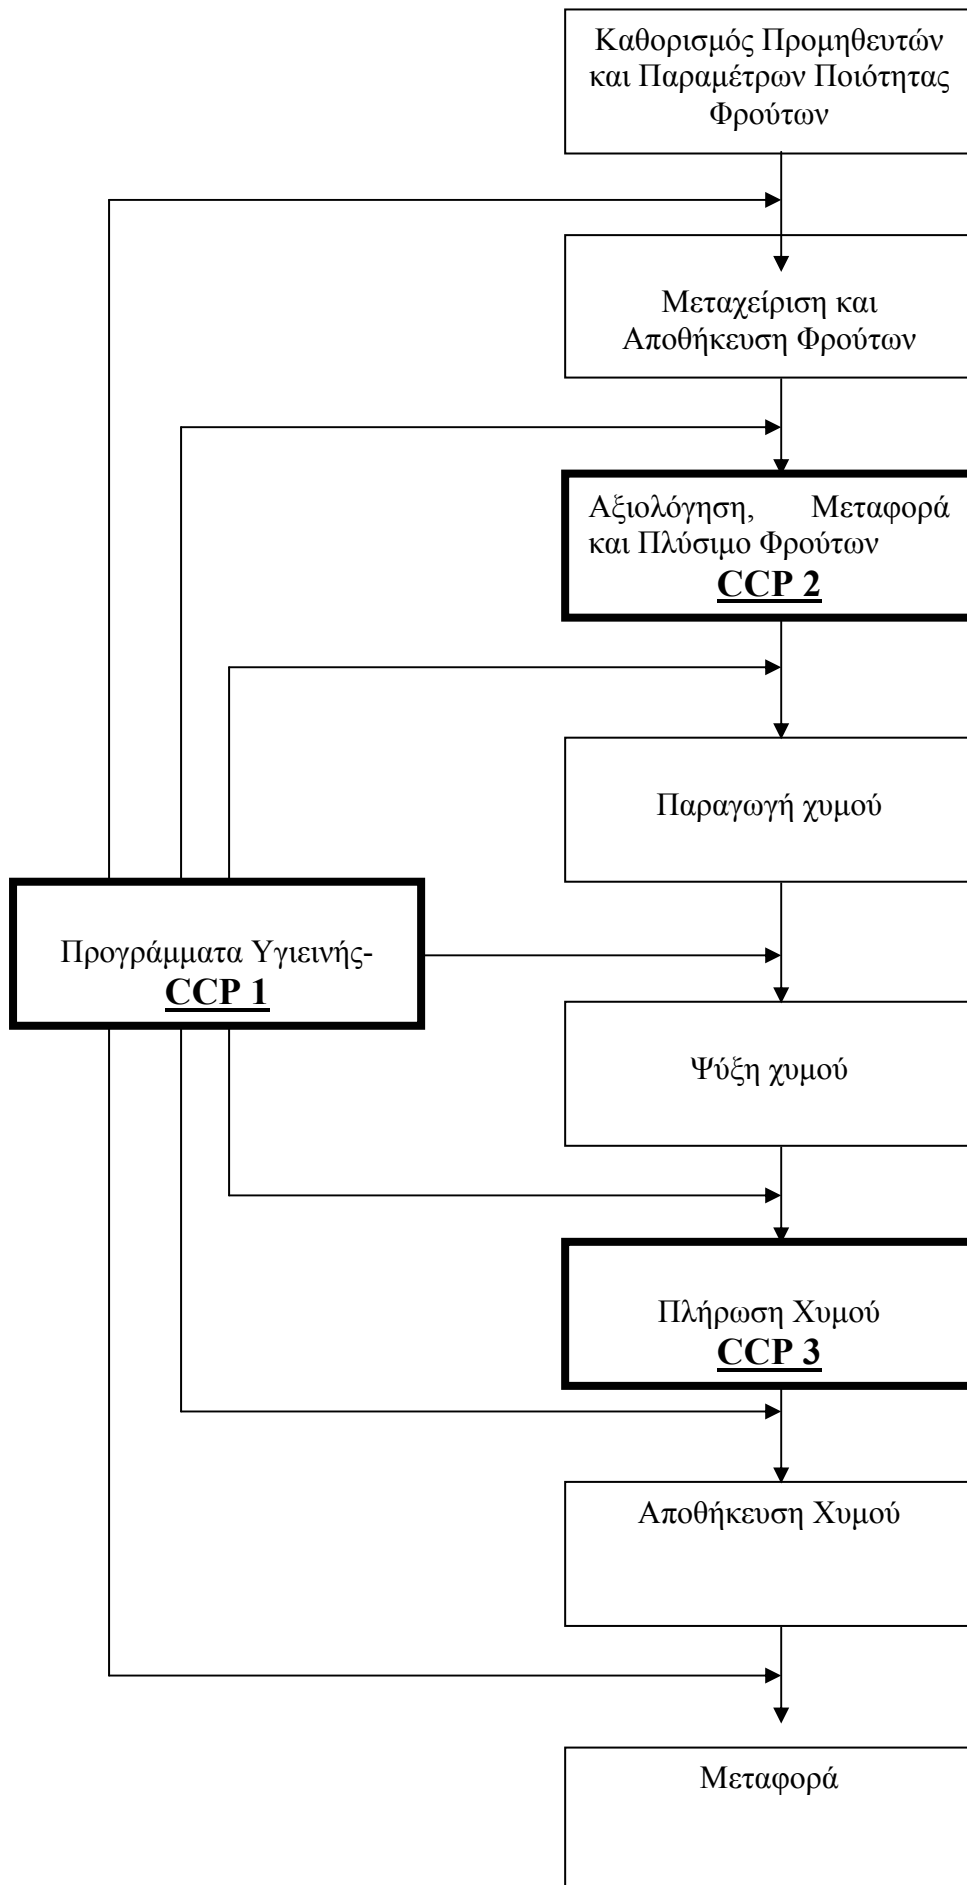 Καθορισμός Προμηθευτών
και Παραμέτρων Ποιότητας
Φρούτων
Μεταχείριση και
Αποθήκευση Φρούτων
Αξιολόγηση, Μεταφορά
και Πλύσιμο Φρούτων
CCP 2
Παραγωγή χυμού
Προγράμματα Υγιεινής-
CCP 1
Ψύξη χυμού
Πλήρωση Χυμού
CCP 3
Αποθήκευση Χυμού
Μεταφορά